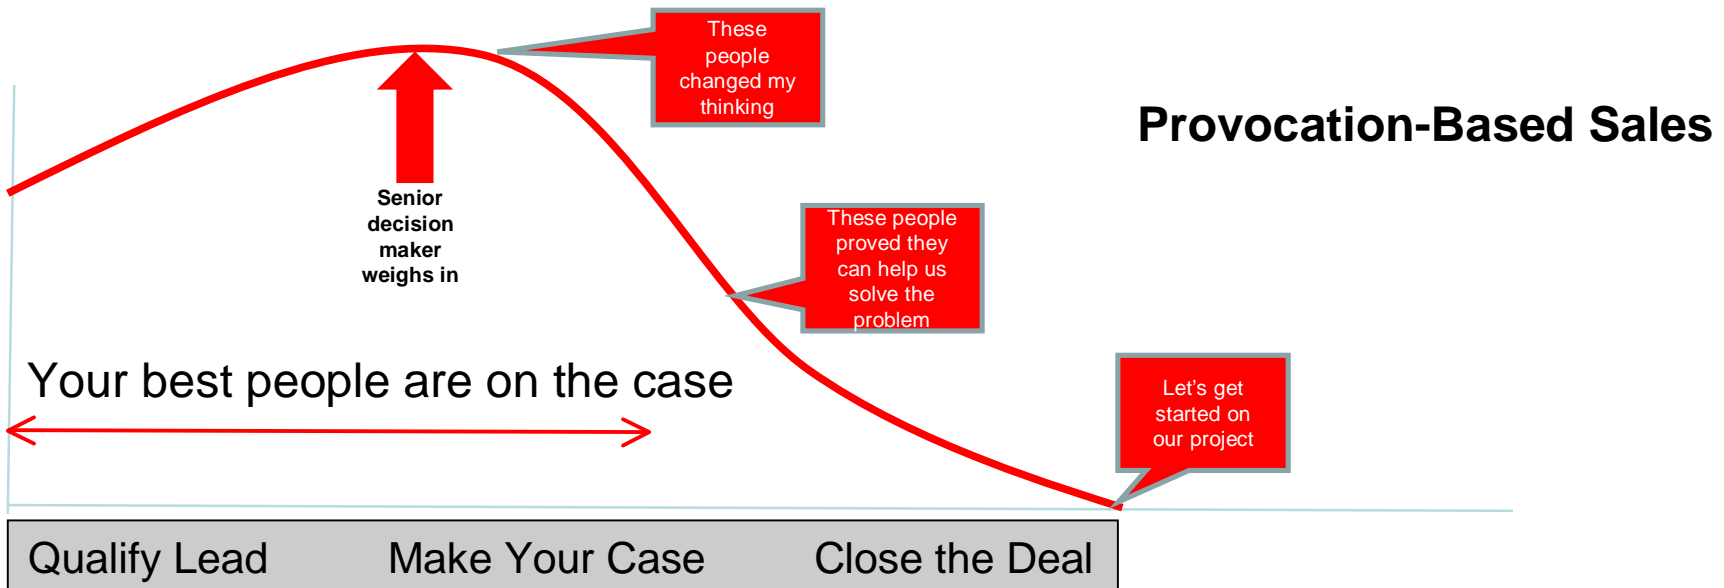 These
people
changed my
thinking
Provocation-Based Sales
Senior
decision
maker
weighs in
These people
proved they
can help us
solve the
problem
Your best people are on the case
Let's get
started on
our project
Qualify Lead Make Your Case Close the Deal